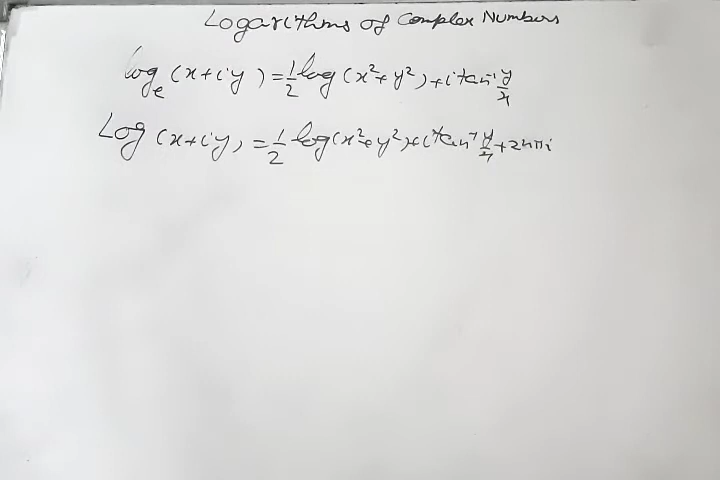 Logarithms of Complex Numbers
log_e (x+iy) = 1/2 log (x²+y²) + i tan⁻¹ y/x
Log (x+iy) = 1/2 log (x²+y²) + i tan⁻¹ y/x + 2nπi